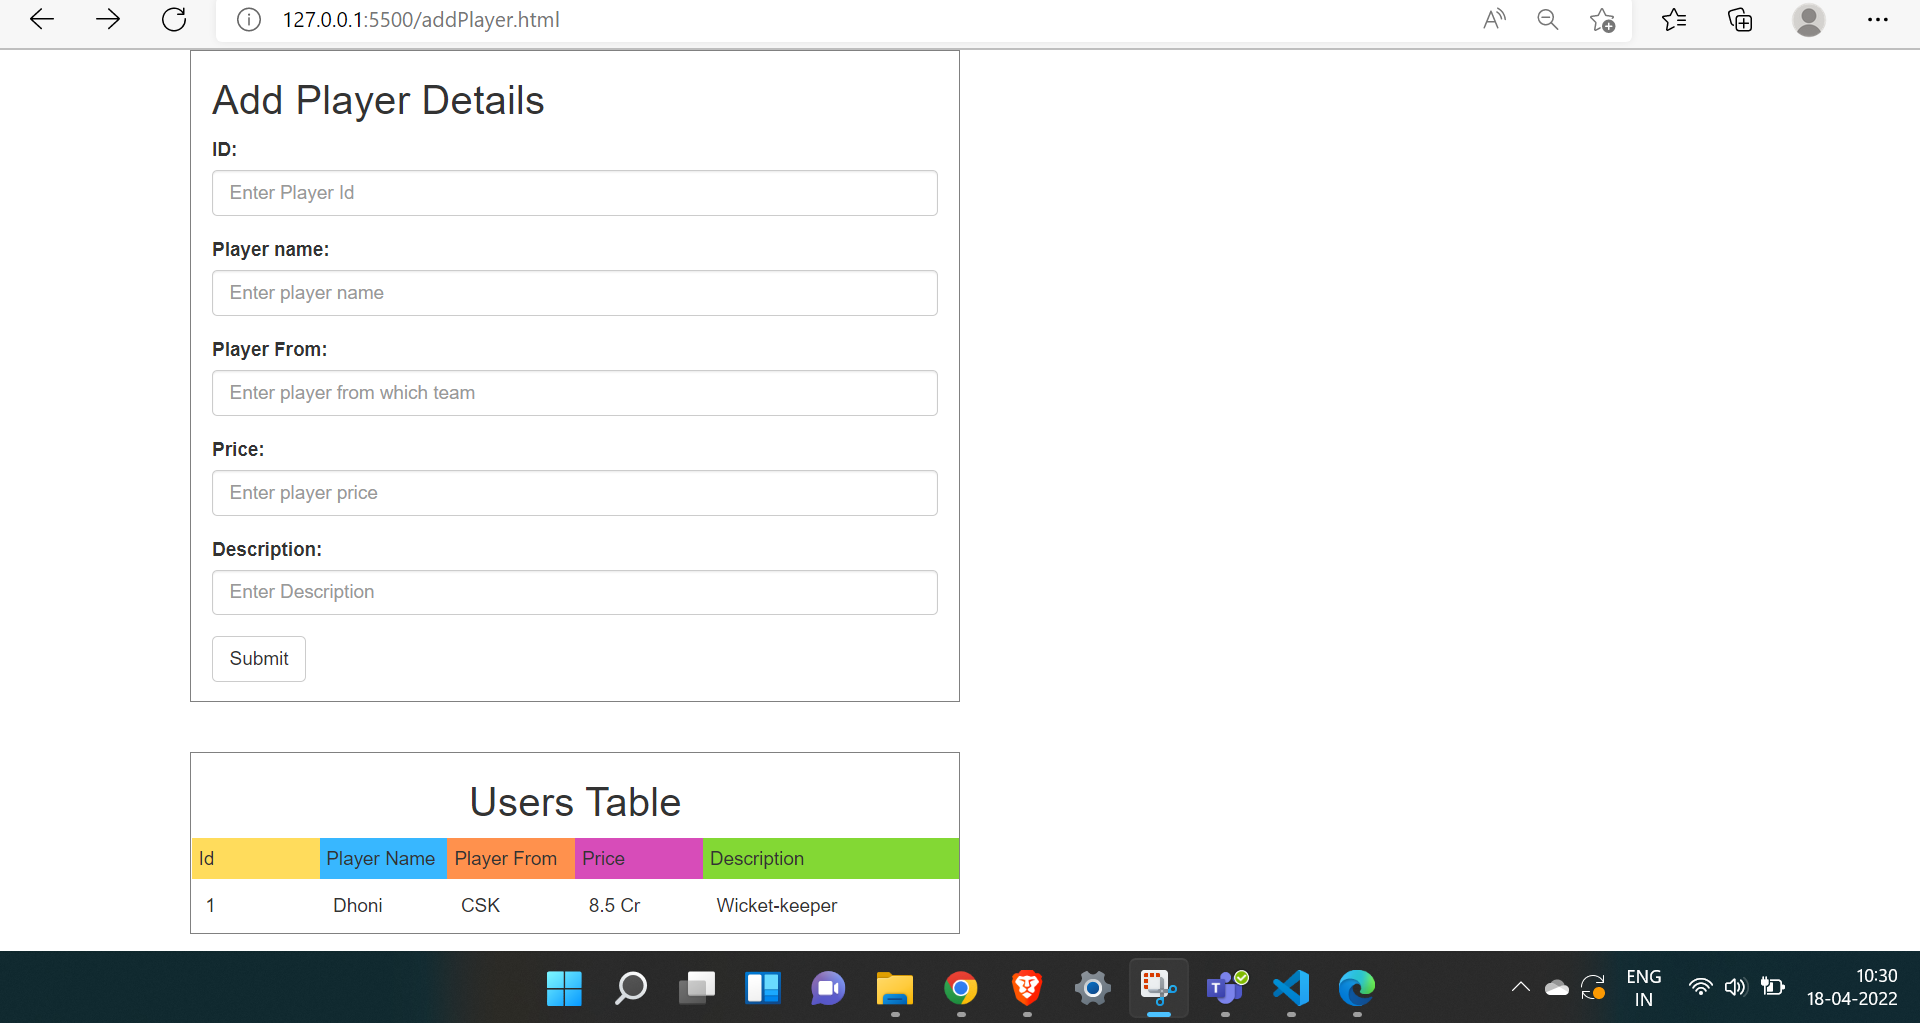 127.0.0.1:5500/addPlayer.html
Add Player Details
ID:
Enter Player Id
Player name:
Enter player name
Player From:
Enter player from which team
Price:
Enter player price
Description:
Enter Description
Submit
Users Table
Id Player Name Player From Price Description
1 Dhoni CSK 8.5 Cr Wicket-keeper
ENG 10:30
IN 18-04-2022